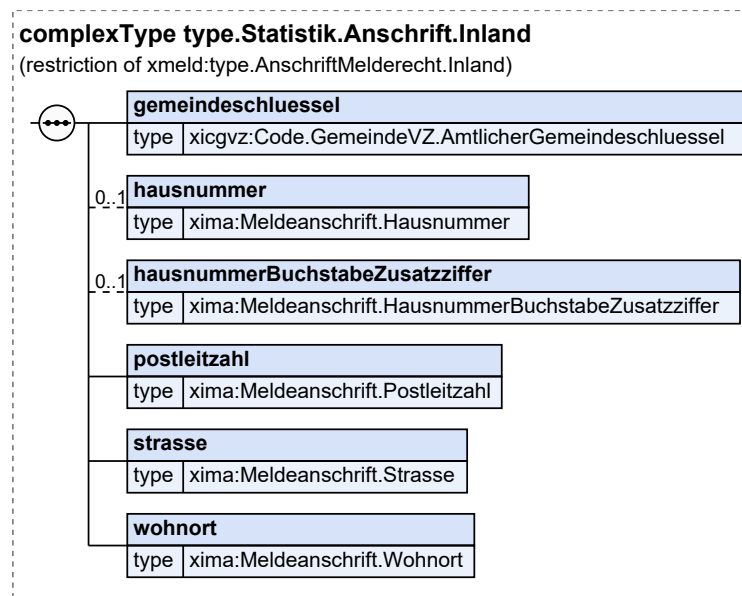 complexType type.Statistik.Anschrift.Inland
(restriction of xmeld:type.AnschriftMelderecht.Inland)
gemeindeschluessel
type xicgvz:Code.GemeindeVZ.AmtlicherGemeindeschluessel
0..1 hausnummer
type xima:Meldeanschrift.Hausnummer
0..1 hausnummerBuchstabeZusatzziffer
type xima:Meldeanschrift.HausnummerBuchstabeZusatzziffer
postleitzahl
type xima:Meldeanschrift.Postleitzahl
strasse
type xima:Meldeanschrift.Strasse
wohnort
type xima:Meldeanschrift.Wohnort